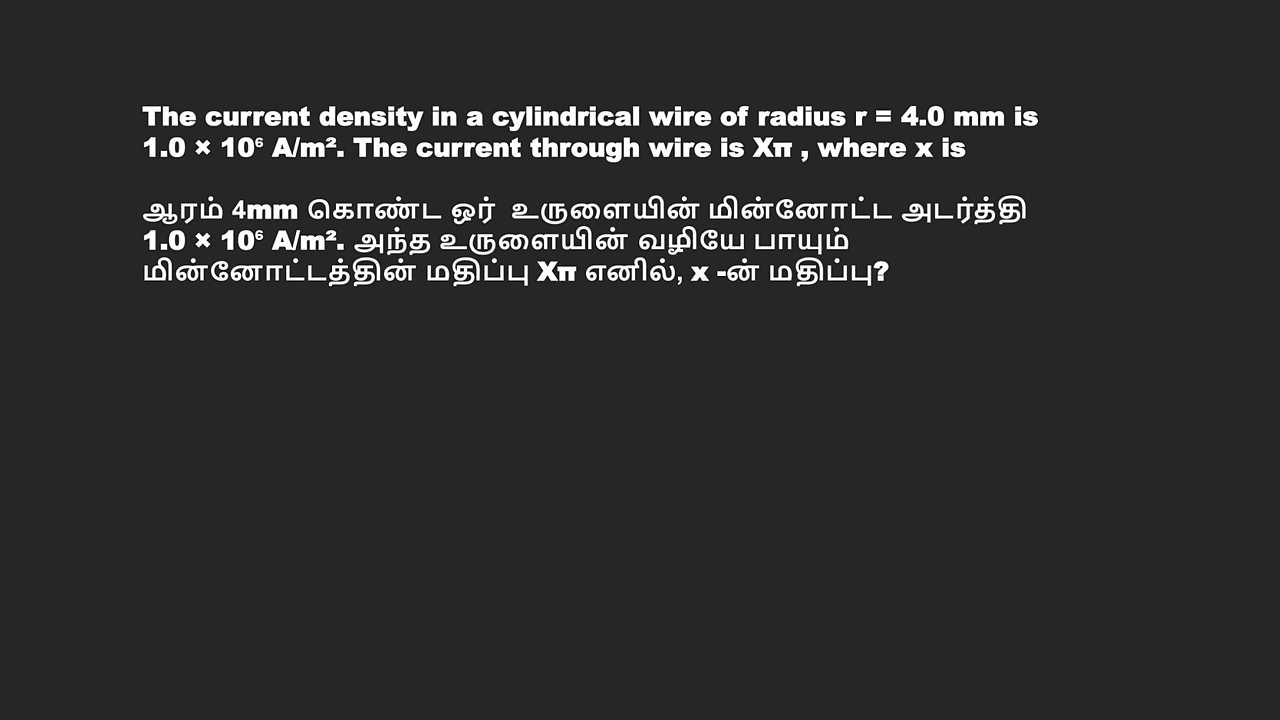 The current density in a cylindrical wire of radius r = 4.0 mm is
1.0 × 10⁶ A/m². The current through wire is Xπ , where x is
ஆரம் 4mm கொண்ட ஒர் உருளையின் மின்னோட்ட அடர்த்தி
1.0 × 10⁶ A/m². அந்த உருளையின் வழியே பாயும்
மின்னோட்டத்தின் மதிப்பு Xπ எனில், x -ன் மதிப்பு?